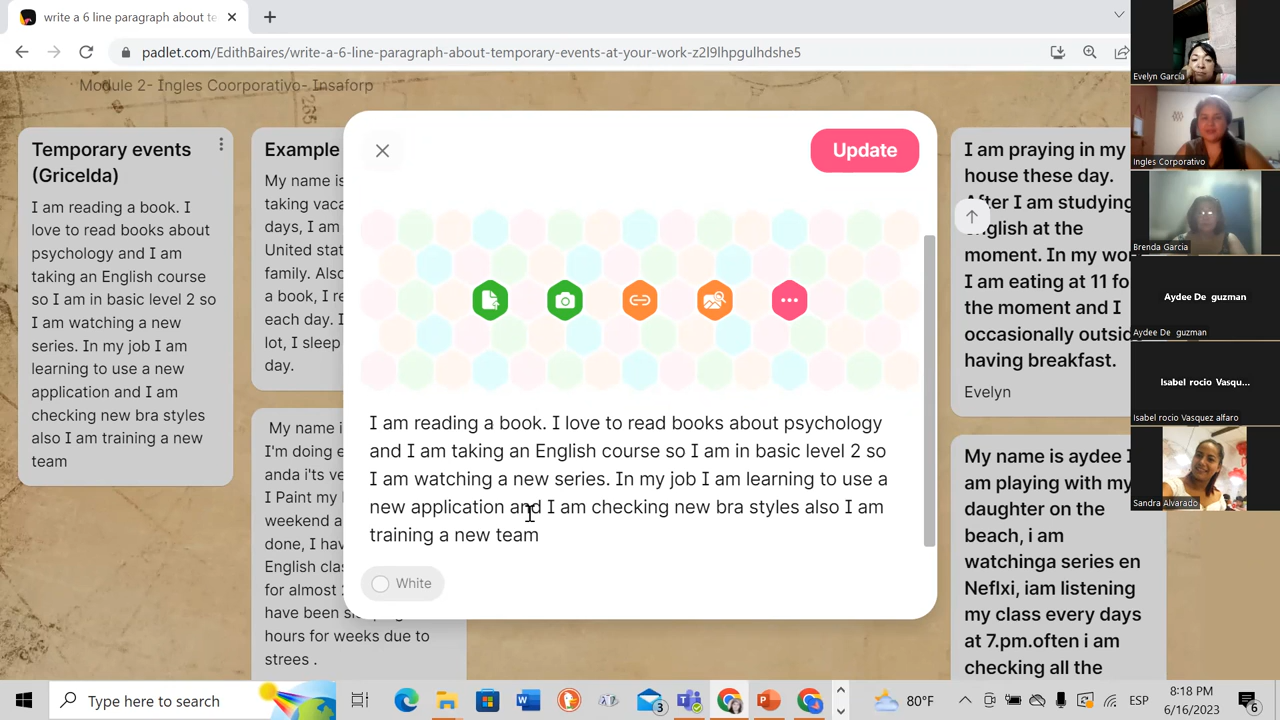 write a 6 line paragraph about te
padlet.com/EdithBaires/write-a-6-line-paragraph-about-temporary-events-at-your-work-z2l9lhpgulhdshe5
Module 2- Ingles Coorporativo- Insaforp
Temporary events
(Gricelda)
I am reading a book. I
love to read books about
psychology and I am
taking an English course
so I am in basic level 2 so
I am watching a new
series. In my job I am
learning to use a new
application and I am
checking new bra styles
also I am training a new
team
Example
My name is
taking vaca
days, I am
United stat
family. Also
a book, I re
each day. I
lot, I sleep
day.
My name i
I'm doing e
anda i'ts ve
I Paint my
weekend a
done, I hav
English clas
for almost
have been
hours for weeks due to
strees .
Update
I am reading a book. I love to read books about psychology
and I am taking an English course so I am in basic level 2 so
I am watching a new series. In my job I am learning to use a
new application and I am checking new bra styles also I am
training a new team
White
I am praying in my
house these day.
After I am studying
English at the
moment. In my wor
I am eating at 11 fo
the moment and I
occasionally outsid
having breakfast.
Evelyn
My name is aydee I
am playing with my
daughter on the
beach, i am
watchinga series en
Neflxi, iam listening
my class every days
at 7.pm.often i am
checking all the
Evelyn García
Ingles Corporativo
Brenda Garcia
Aydee De guzman
Aydee De guzman
Isabel rocio Vasqu...
Isabel rocio Vasquez alfaro
Sandra Alvarado
Type here to search
3
80°F
ESP
8:18 PM
6/16/2023
6